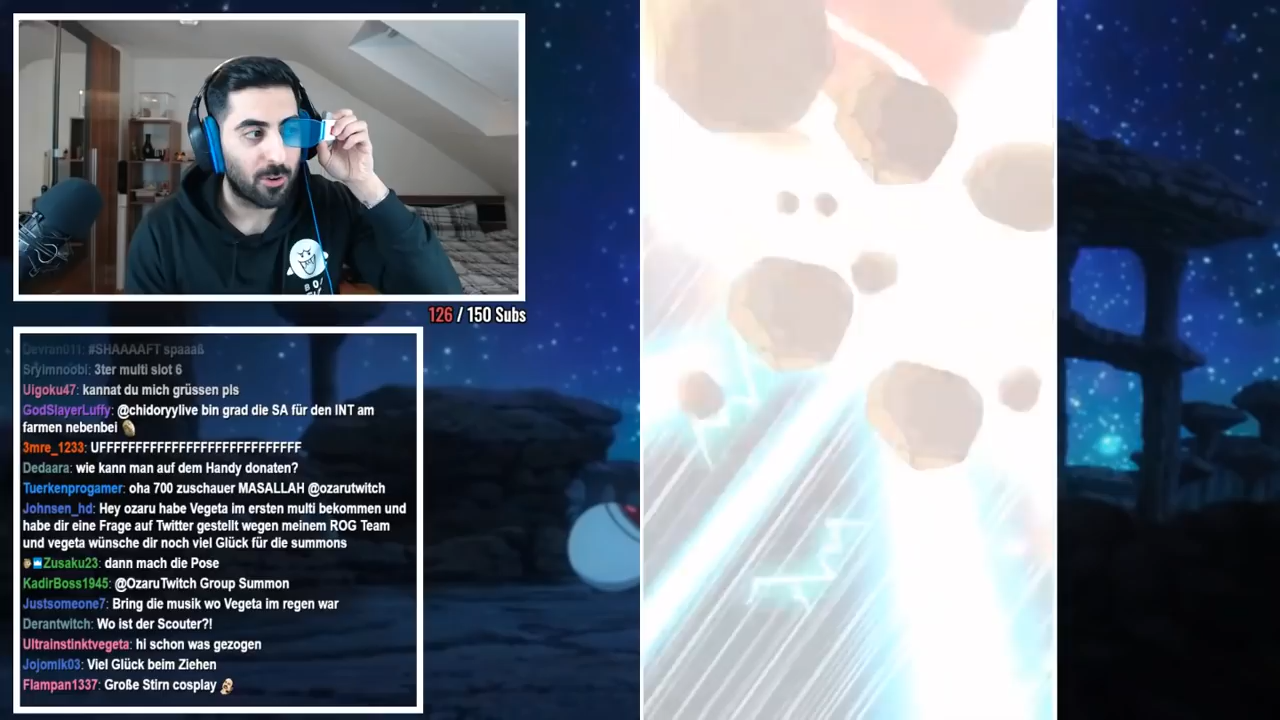 126 / 150 Subs
Devran011: #SHAAAAFT spaaaß
Sryimnoobi: 3ter multi slot 6
Uigoku47: kannat du mich grüssen pls
GodSlayerLuffy: @chidoryylive bin grad die SA für den INT am
farmen nebenbei
3mre_1233: UFFFFFFFFFFFFFFFFFFFFFFFFFFFF
Dedaara: wie kann man auf dem Handy donaten?
Tuerkenprogamer: oha 700 zuschauer MASALLAH @ozarutwitch
Johnsen_hd: Hey ozaru habe Vegeta im ersten multi bekommen und
habe dir eine Frage auf Twitter gestellt wegen meinem ROG Team
und vegeta wünsche dir noch viel Glück für die summons
Zusaku23: dann mach die Pose
KadirBoss1945: @OzaruTwitch Group Summon
Justsomeone7: Bring die musik wo Vegeta im regen war
Derantwitch: Wo ist der Scouter?!
Ultrainstinktvegeta: hi schon was gezogen
Jojomlk03: Viel Glück beim Ziehen
Flampan1337: Große Stirn cosplay